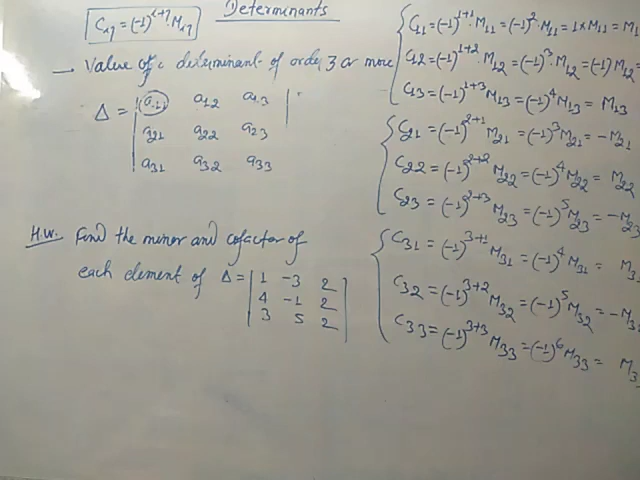 Determinants
Cij = (-1)^i+j · Mij
→ Value of a determinant of order 3 or more
Δ = | a11 a12 a13 |
| a21 a22 a23 |
| a31 a32 a33 |
H.W. Find the minor and cofactor of
each element of Δ = | 1 -3 2 |
| 4 -1 2 |
| 3 5 2 |
C11 = (-1)^1+1 · M11 = (-1)^2 · M11 = 1 × M11 = M1
C12 = (-1)^1+2 · M12 = (-1)^3 · M12 = (-1) M12 =
C13 = (-1)^1+3 M13 = (-1)^4 M13 = M13
C21 = (-1)^2+1 M21 = (-1)^3 M21 = -M21
C22 = (-1)^2+2 M22 = (-1)^4 M22 = M22
C23 = (-1)^2+3 M23 = (-1)^5 M23 = -M23
C31 = (-1)^3+1 M31 = (-1)^4 M31 = M3
C32 = (-1)^3+2 M32 = (-1)^5 M32 = -M3
C33 = (-1)^3+3 M33 = (-1)^6 M33 = M3